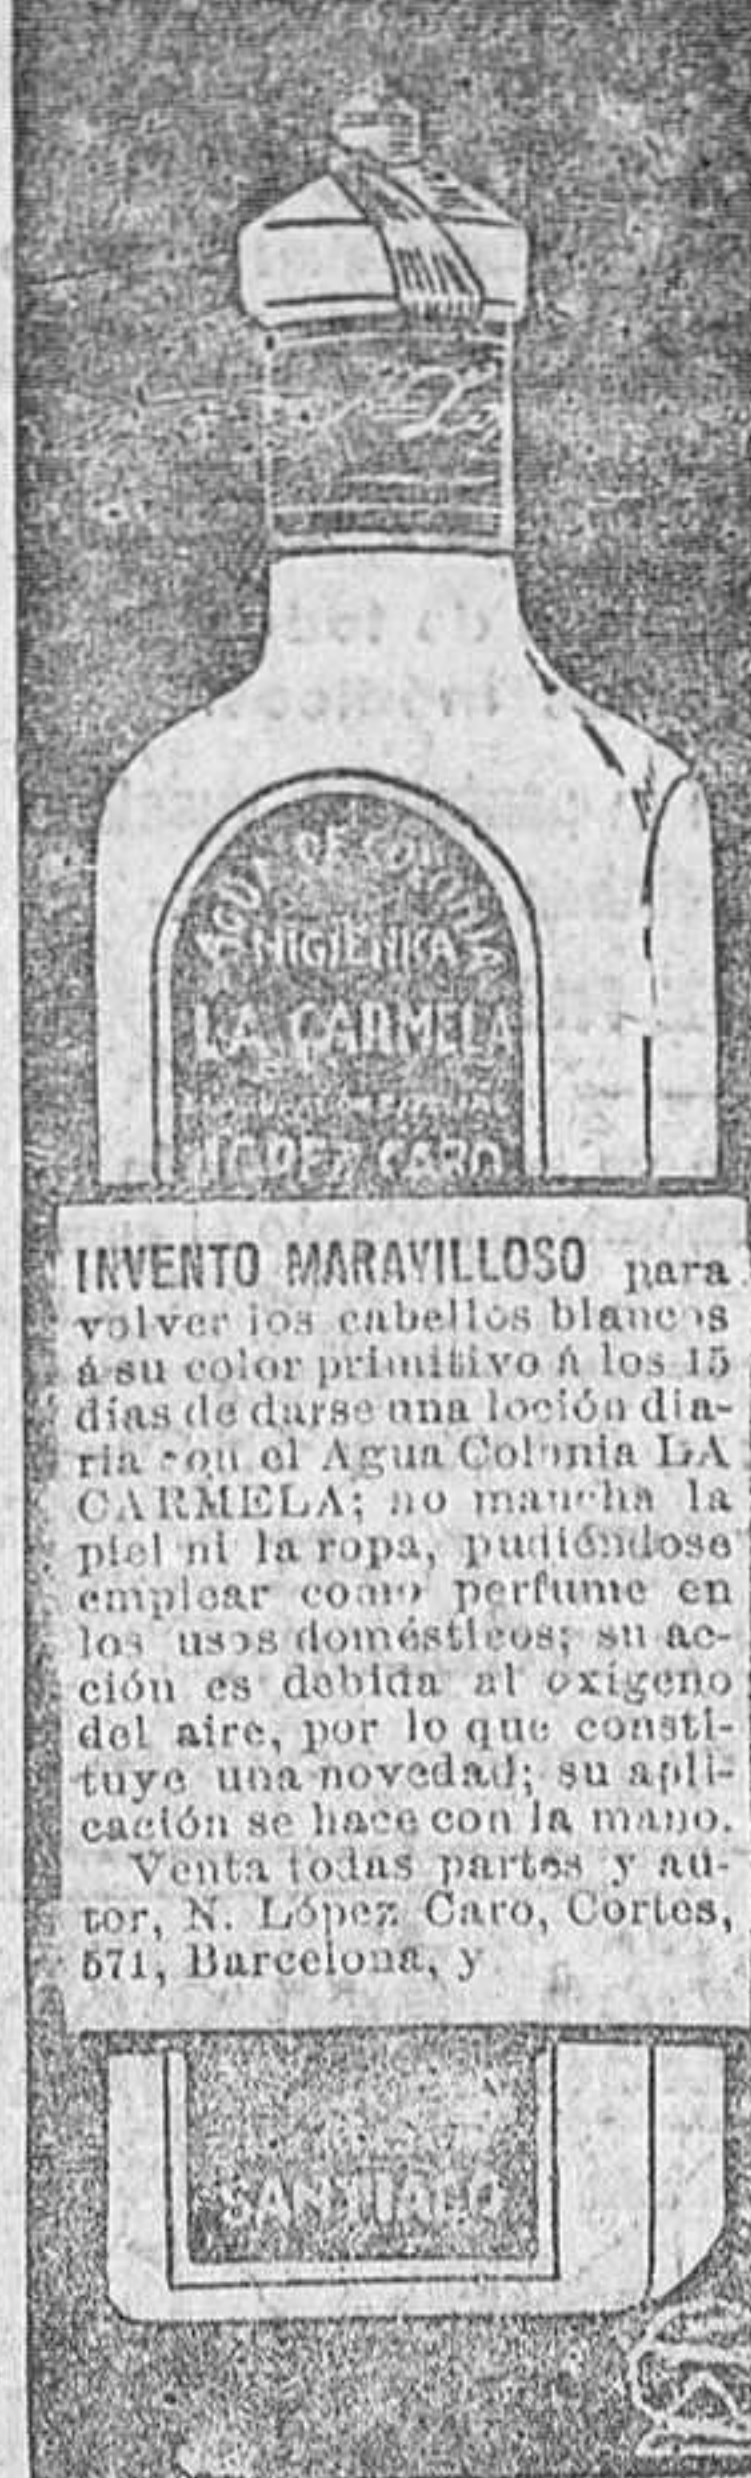 AGUA DE COLONIA
HIGIÉNICA
LA CARMELA
LOPEZ CARO
INVENTO MARAVILLOSO para
volver los cabellos blancos
á su color primitivo á los 15
días de darse una loción dia-
ria con el Agua Colonia LA
CARMELA; no mancha la
piel ni la ropa, pudiéndose
emplear como perfume en
los usos domésticos; su ac-
ción es debida al oxígeno
del aire, por lo que consti-
tuye una novedad; su apli-
cación se hace con la mano.
Venta todas partes y au-
tor, N. López Caro, Cortes,
571, Barcelona, y
SANTIAGO